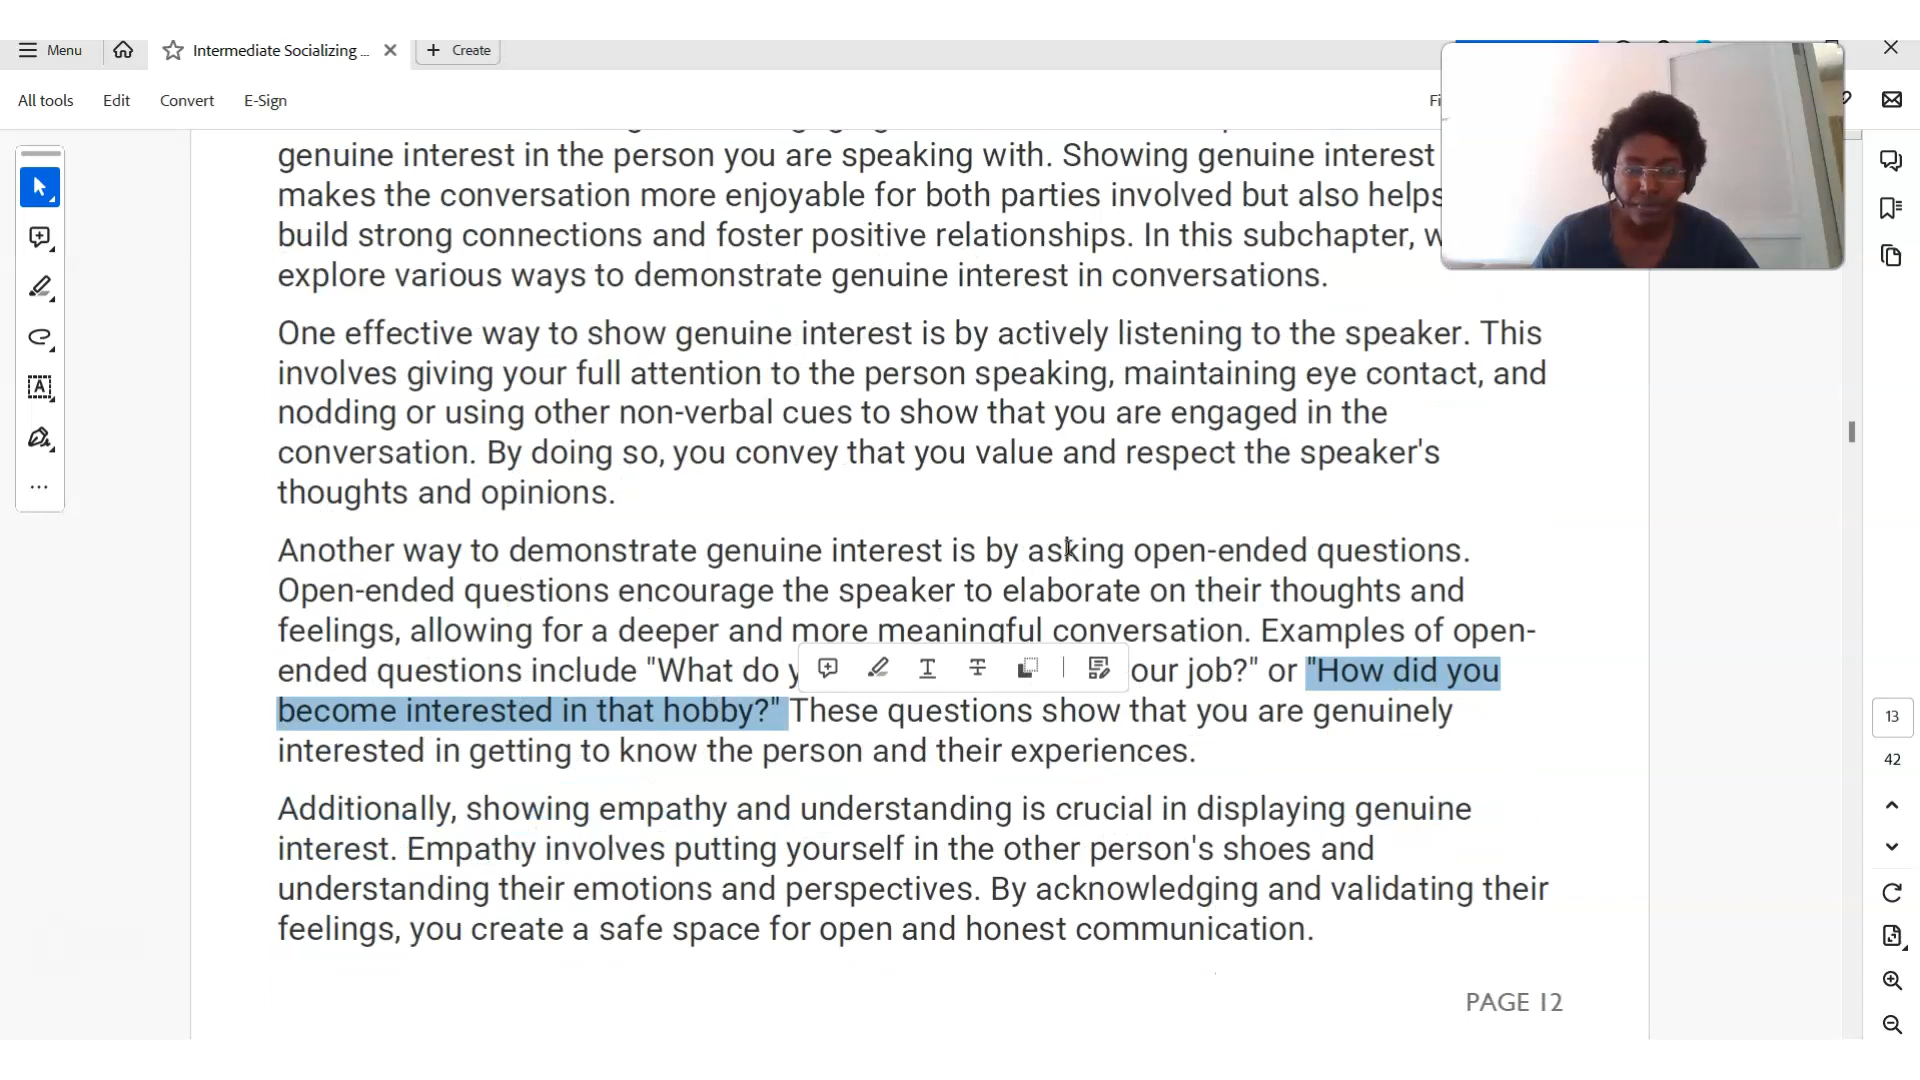 Menu
Intermediate Socializing ...
Create
All tools
Edit
Convert
E-Sign
genuine interest in the person you are speaking with. Showing genuine interest
makes the conversation more enjoyable for both parties involved but also helps
build strong connections and foster positive relationships. In this subchapter,
explore various ways to demonstrate genuine interest in conversations.
One effective way to show genuine interest is by actively listening to the speaker. This
involves giving your full attention to the person speaking, maintaining eye contact, and
nodding or using other non-verbal cues to show that you are engaged in the
conversation. By doing so, you convey that you value and respect the speaker's
thoughts and opinions.
Another way to demonstrate genuine interest is by asking open-ended questions.
Open-ended questions encourage the speaker to elaborate on their thoughts and
feelings, allowing for a deeper and more meaningful conversation. Examples of open-
ended questions include "What do our job?" or "How did you
become interested in that hobby?" These questions show that you are genuinely
interested in getting to know the person and their experiences.
Additionally, showing empathy and understanding is crucial in displaying genuine
interest. Empathy involves putting yourself in the other person's shoes and
understanding their emotions and perspectives. By acknowledging and validating their
feelings, you create a safe space for open and honest communication.
PAGE 12
13
42